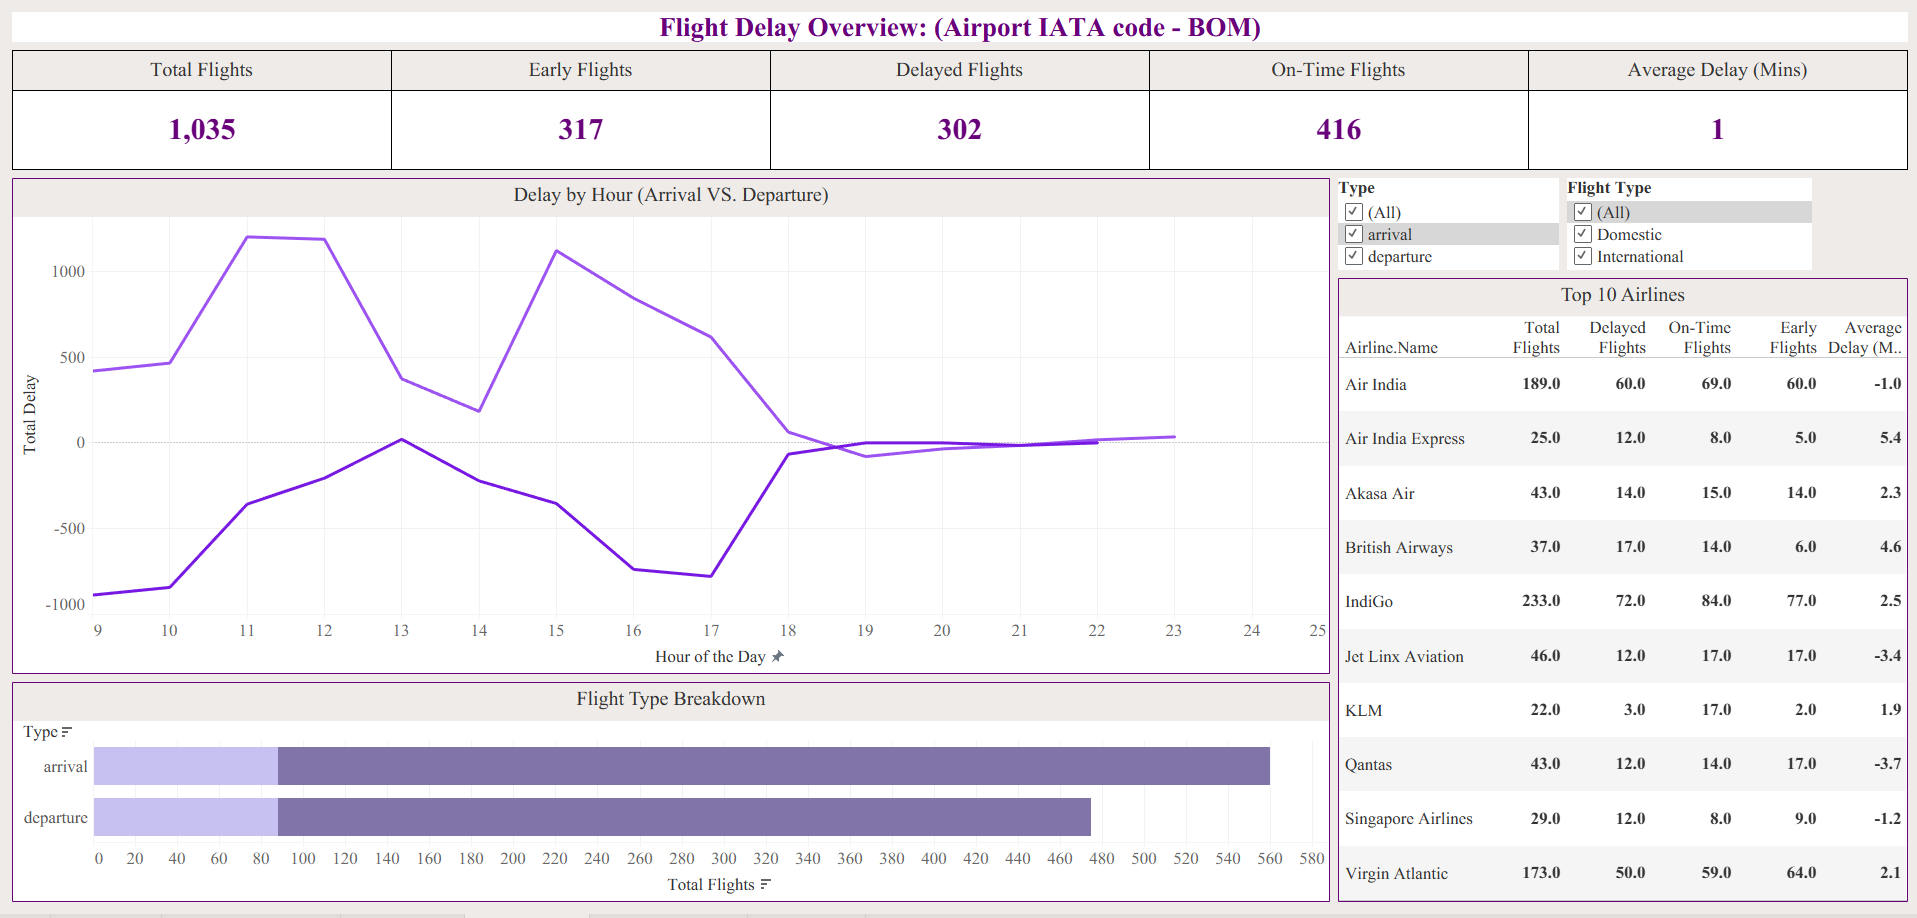 Flight Delay Overview: (Airport IATA code - BOM)
Total Flights Early Flights Delayed Flights On-Time Flights Average Delay (Mins)
1,035 317 302 416 1
Delay by Hour (Arrival VS. Departure)
1000
500
0
-500
-1000
Total Delay
9 10 11 12 13 14 15 16 17 18 19 20 21 22 23 24 25
Hour of the Day
Flight Type Breakdown
Type
arrival
departure
0 20 40 60 80 100 120 140 160 180 200 220 240 260 280 300 320 340 360 380 400 420 440 460 480 500 520 540 560 580
Total Flights
Type
(All)
arrival
departure
Flight Type
(All)
Domestic
International
Top 10 Airlines
Total Delayed On-Time Early Average
Airline.Name Flights Flights Flights Flights Delay (M..
Air India 189.0 60.0 69.0 60.0 -1.0
Air India Express 25.0 12.0 8.0 5.0 5.4
Akasa Air 43.0 14.0 15.0 14.0 2.3
British Airways 37.0 17.0 14.0 6.0 4.6
IndiGo 233.0 72.0 84.0 77.0 2.5
Jet Linx Aviation 46.0 12.0 17.0 17.0 -3.4
KLM 22.0 3.0 17.0 2.0 1.9
Qantas 43.0 12.0 14.0 17.0 -3.7
Singapore Airlines 29.0 12.0 8.0 9.0 -1.2
Virgin Atlantic 173.0 50.0 59.0 64.0 2.1